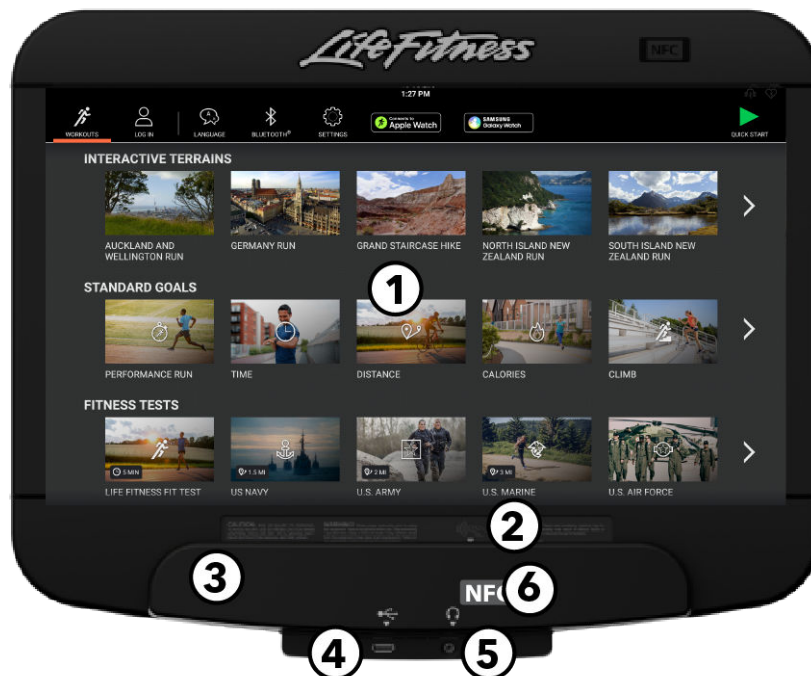 LifeFitness
NFC
1:27 PM
WORKOUTS
LOG IN
LANGUAGE
BLUETOOTH®
SETTINGS
Connects to
Apple Watch
SAMSUNG
Galaxy Watch
QUICK START
INTERACTIVE TERRAINS
AUCKLAND AND
WELLINGTON RUN
GERMANY RUN
GRAND STAIRCASE HIKE
NORTH ISLAND NEW
ZEALAND RUN
SOUTH ISLAND NEW
ZEALAND RUN
1
STANDARD GOALS
PERFORMANCE RUN
TIME
DISTANCE
CALORIES
CLIMB
FITNESS TESTS
5 MIN
1.5 MI
2 MI
3 MI
LIFE FITNESS FIT TEST
US NAVY
U.S. ARMY
U.S. MARINE
U.S. AIR FORCE
2
3
NFC
6
4
5